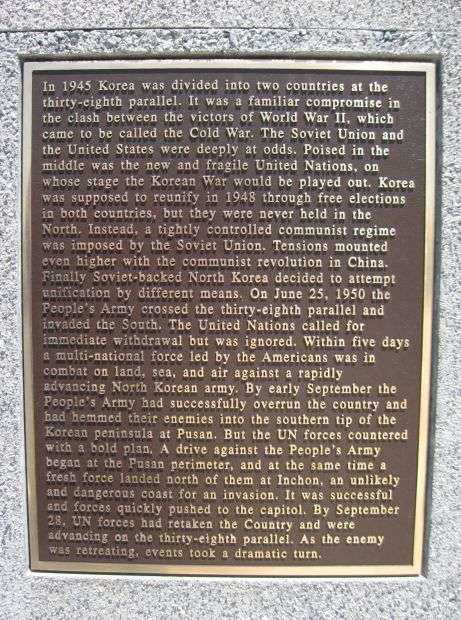 In 1945 Korea was divided into two countries at the
thirty-eighth parallel. It was a familiar compromise in
the clash between the victors of World War II, which
came to be called the Cold War. The Soviet Union and
the United States were deeply at odds. Poised in the
middle was the new and fragile United Nations, on
whose stage the Korean War would be played out. Korea
was supposed to reunify in 1948 through free elections
in both countries, but they were never held in the
North. Instead, a tightly controlled communist regime
was imposed by the Soviet Union. Tensions mounted
even higher with the communist revolution in China.
Finally Soviet-backed North Korea decided to attempt
unification by different means. On June 25, 1950 the
People's Army crossed the thirty-eighth parallel and
invaded the South. The United Nations called for
immediate withdrawal but was ignored. Within five days
a multi-national force led by the Americans was in
combat on land, sea, and air against a rapidly
advancing North Korean army. By early September the
People's Army had successfully overrun the country and
had hemmed their enemies into the southern tip of the
Korean peninsula at Pusan. But the UN forces countered
with a bold plan. A drive against the People's Army
began at the Pusan perimeter, and at the same time a
fresh force landed north of them at Inchon, an unlikely
and dangerous coast for an invasion. It was successful
and forces quickly pushed to the capitol. By September
28, UN forces had retaken the Country and were
advancing on the thirty-eighth parallel. As the enemy
was retreating, events took a dramatic turn.